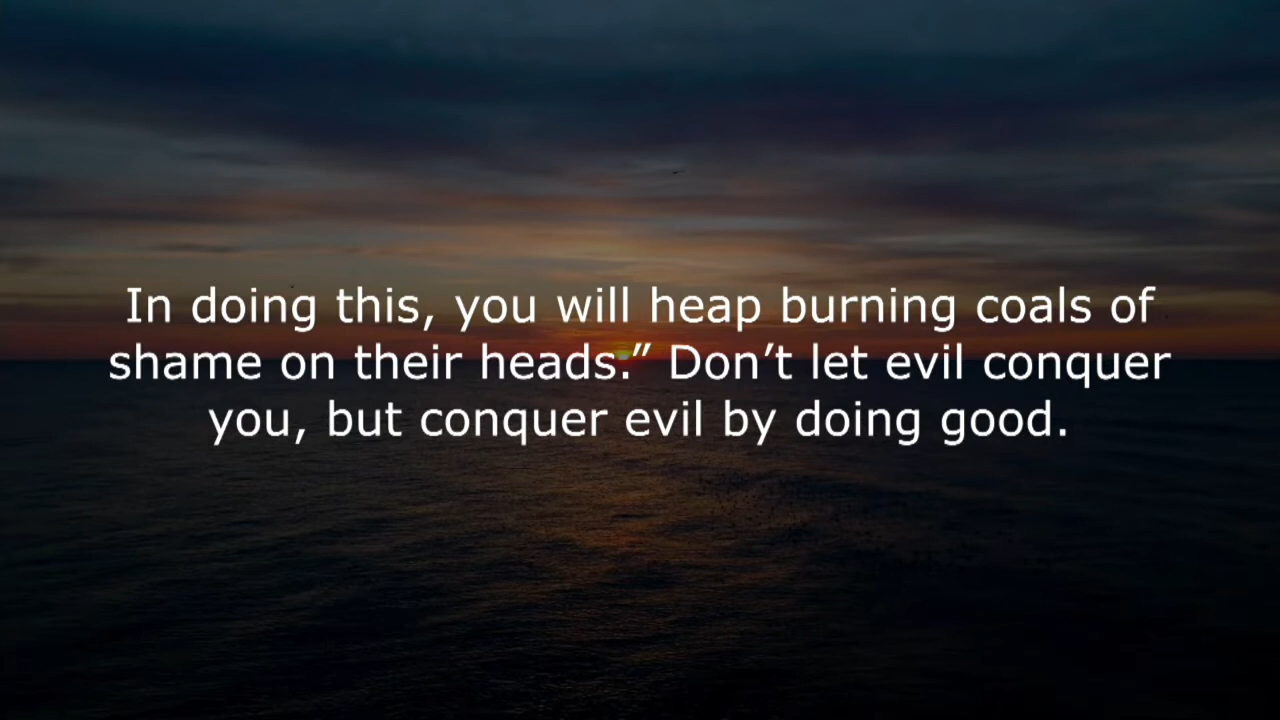 In doing this, you will heap burning coals of
shame on their heads.” Don’t let evil conquer
you, but conquer evil by doing good.